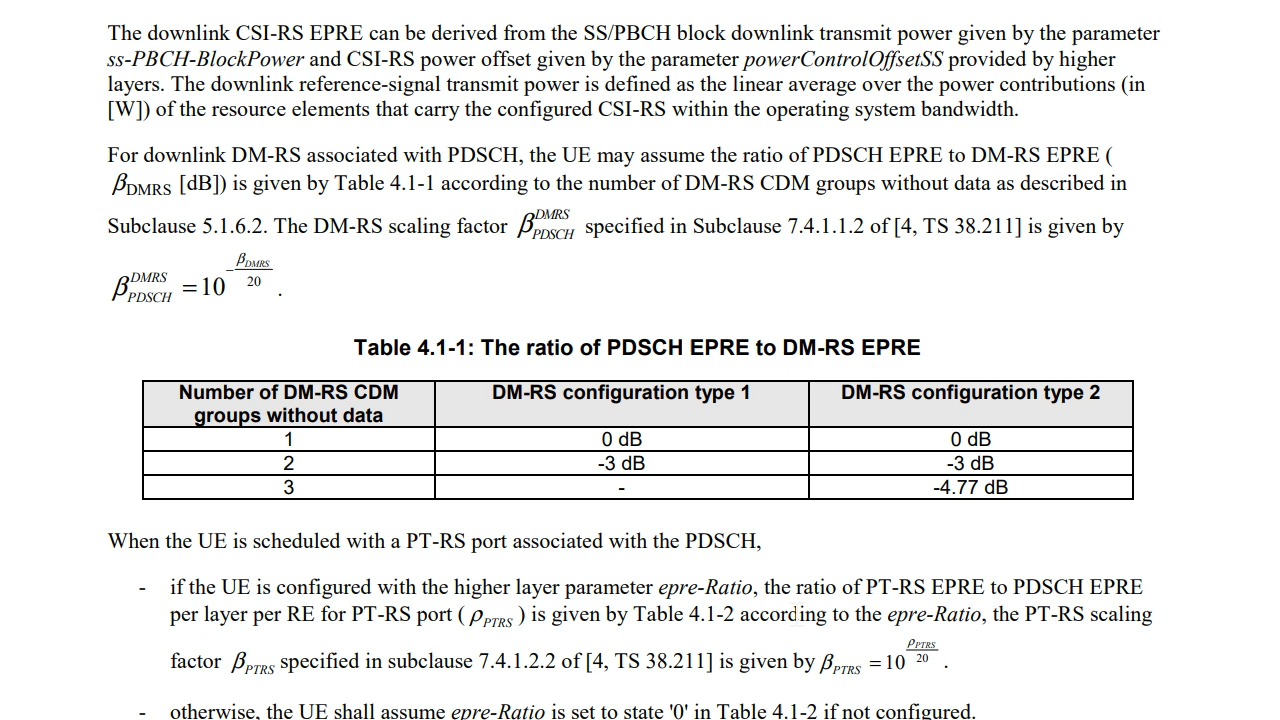 The downlink CSI-RS EPRE can be derived from the SS/PBCH block downlink transmit power given by the parameter
ss-PBCH-BlockPower and CSI-RS power offset given by the parameter powerControlOffsetSS provided by higher
layers. The downlink reference-signal transmit power is defined as the linear average over the power contributions (in
[W]) of the resource elements that carry the configured CSI-RS within the operating system bandwidth.
For downlink DM-RS associated with PDSCH, the UE may assume the ratio of PDSCH EPRE to DM-RS EPRE (
β_DMRS [dB]) is given by Table 4.1-1 according to the number of DM-RS CDM groups without data as described in
Subclause 5.1.6.2. The DM-RS scaling factor β_PDSCH^DMRS specified in Subclause 7.4.1.1.2 of [4, TS 38.211] is given by
β_PDSCH^DMRS = 10^(-β_DMRS/20) .
Table 4.1-1: The ratio of PDSCH EPRE to DM-RS EPRE
Number of DM-RS CDM groups without data | DM-RS configuration type 1 | DM-RS configuration type 2
1 | 0 dB | 0 dB
2 | -3 dB | -3 dB
3 | - | -4.77 dB
When the UE is scheduled with a PT-RS port associated with the PDSCH,
- if the UE is configured with the higher layer parameter epre-Ratio, the ratio of PT-RS EPRE to PDSCH EPRE
per layer per RE for PT-RS port ( ρ_PTRS ) is given by Table 4.1-2 according to the epre-Ratio, the PT-RS scaling
factor β_PTRS specified in subclause 7.4.1.2.2 of [4, TS 38.211] is given by β_PTRS = 10^(ρ_PTRS/20) .
- otherwise, the UE shall assume epre-Ratio is set to state '0' in Table 4.1-2 if not configured.